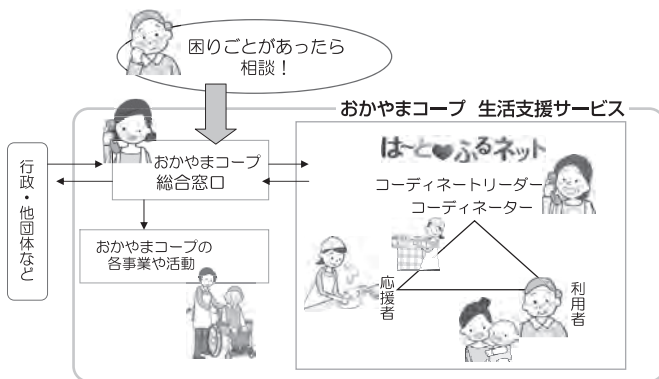 困りごとがあったら
相談！
おかやまコープ 生活支援サービス
行政・他団体など
おかやまコープ
総合窓口
おかやまコープの
各事業や活動
は〜と♥ふるネット
コーディネートリーダー
コーディネーター
応援者
利用者